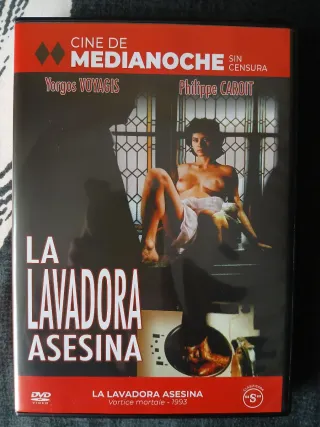 CINE DE
MEDIANOCHE SIN
CENSURA
Yorgos VOYAGIS Philippe CAROIT
LA
LAVADORA
ASESINA
DVD
VIDEO
LA LAVADORA ASESINA
Vortice mortale - 1993
"S"